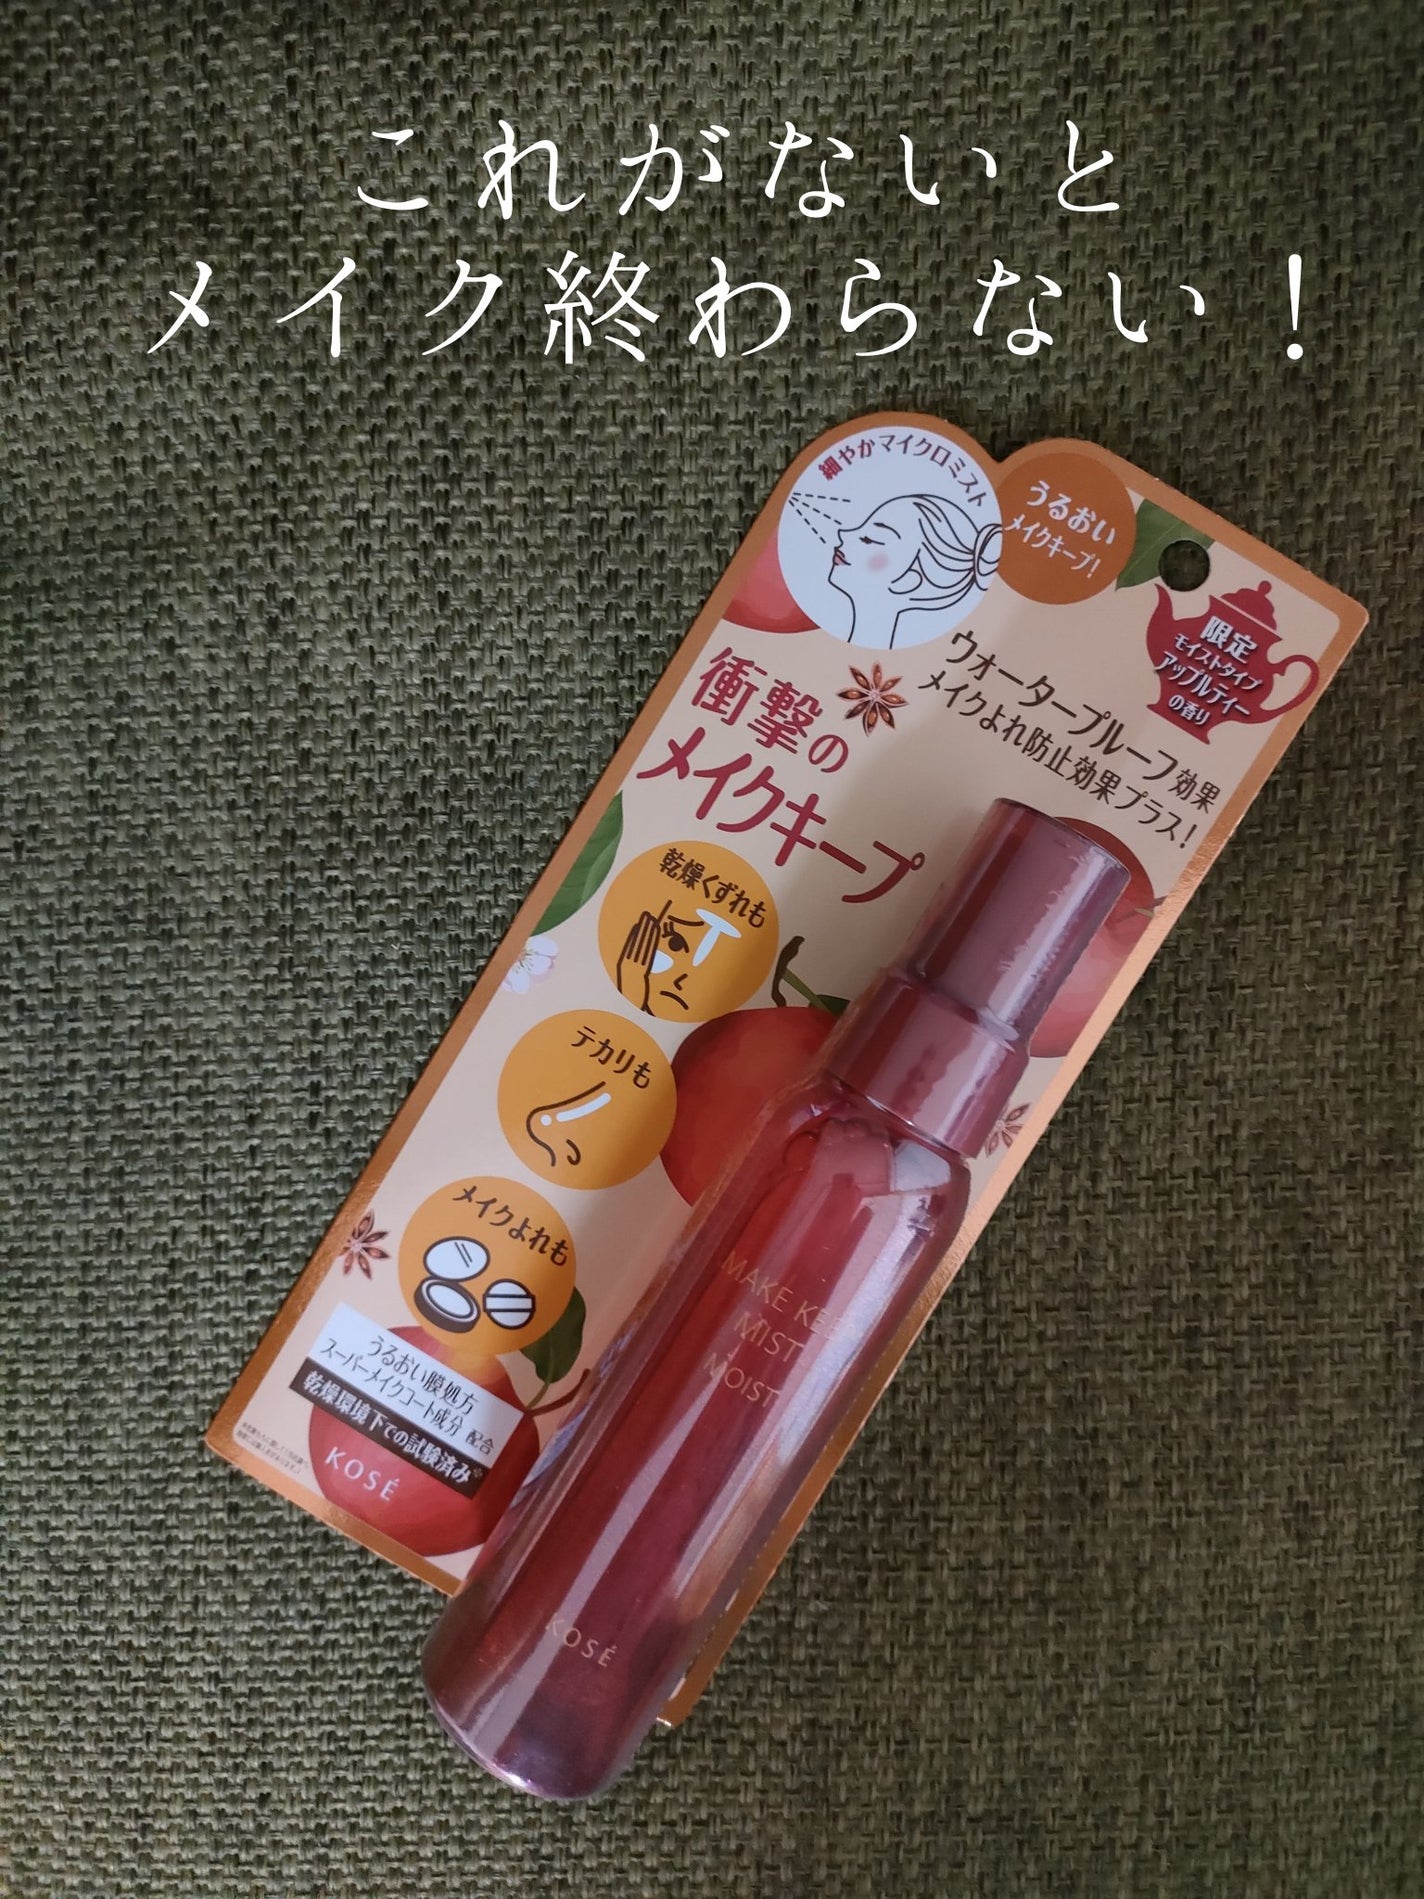 これがないと
メイク終わらない!
細やかマイクロミスト
うるおい
メイクキープ!
限定
モイストタイプ
アップルティー
の香り
ウォータープルーフ効果
メイクよれ防止効果プラス!
衝撃の
メイクキープ
乾燥くずれも
テカリも
メイクよれも
うるおい膜処方
スーパーメイクコート成分 配合
乾燥環境下での試験済み
KOSÉ
MAKE KEEP
MIST
MOIST
KOSÉ